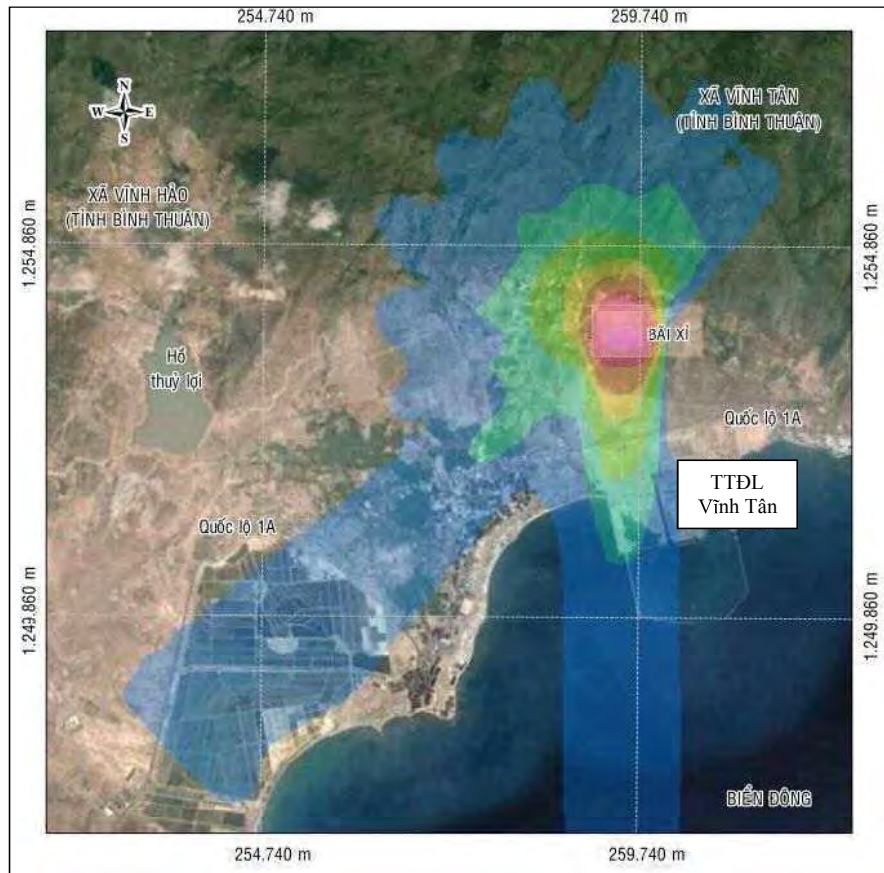 254.740 m
259.740 m
N
W E
S
XÃ VĨNH TÂN
(TỈNH BÌNH THUẬN)
XÃ VĨNH HẢO
(TỈNH BÌNH THUẬN)
1.254.860 m
1.254.860 m
BÃI XỈ
Hồ
thuỷ lợi
Quốc lộ 1A
TTĐL
Vĩnh Tân
Quốc lộ 1A
1.249.860 m
1.249.860 m
BIỂN ĐÔNG
254.740 m
259.740 m